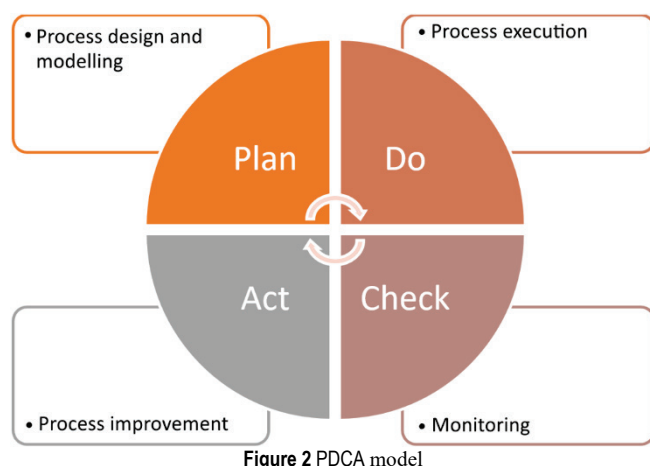 • Process design and
modelling
• Process execution
Plan
Do
Act
Check
• Process improvement
• Monitoring
Figure 2 PDCA model